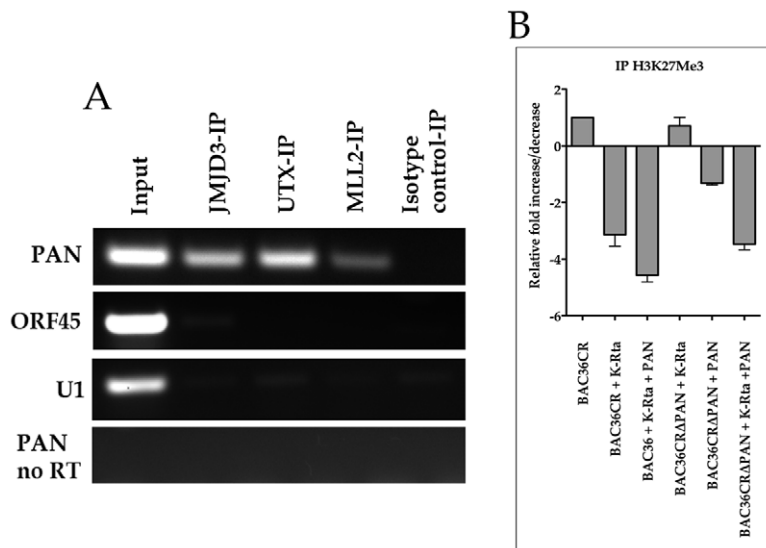 A
Input
JMJD3-IP
UTX-IP
MLL2-IP
Isotype
control-IP
PAN
ORF45
U1
PAN
no RT
B
IP H3K27Me3
Relative fold increase/decrease
2
0
-2
-4
-6
BAC36CR
BAC36CR + K-Rta
BAC36 + K-Rta + PAN
BAC36CRΔPAN + K-Rta
BAC36CRΔPAN + PAN
BAC36CRΔPAN + K-Rta +PAN